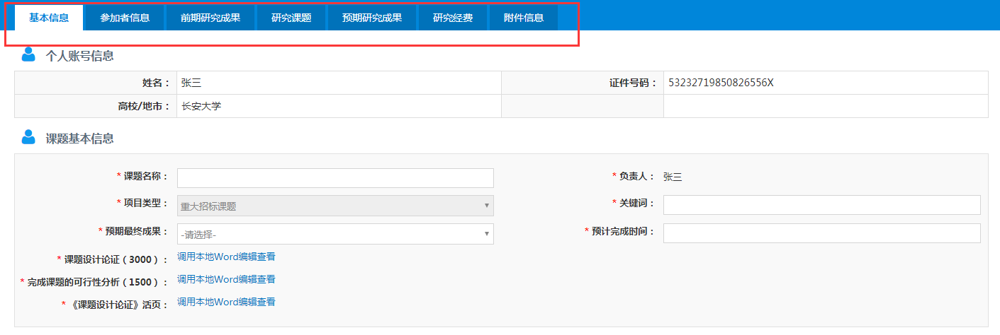 基本信息 参加者信息 前期研究成果 研究课题 预期研究成果 研究经费 附件信息
个人账号信息
姓名： 张三 证件号码： 53232719850826556X
高校/地市： 长安大学
课题基本信息
* 课题名称： * 负责人： 张三
* 项目类型： 重大招标课题 * 关键词：
* 预期最终成果： -请选择- * 预计完成时间：
* 课题设计论证（3000）： 调用本地Word编辑查看
* 完成课题的可行性分析（1500）： 调用本地Word编辑查看
* 《课题设计论证》活页： 调用本地Word编辑查看